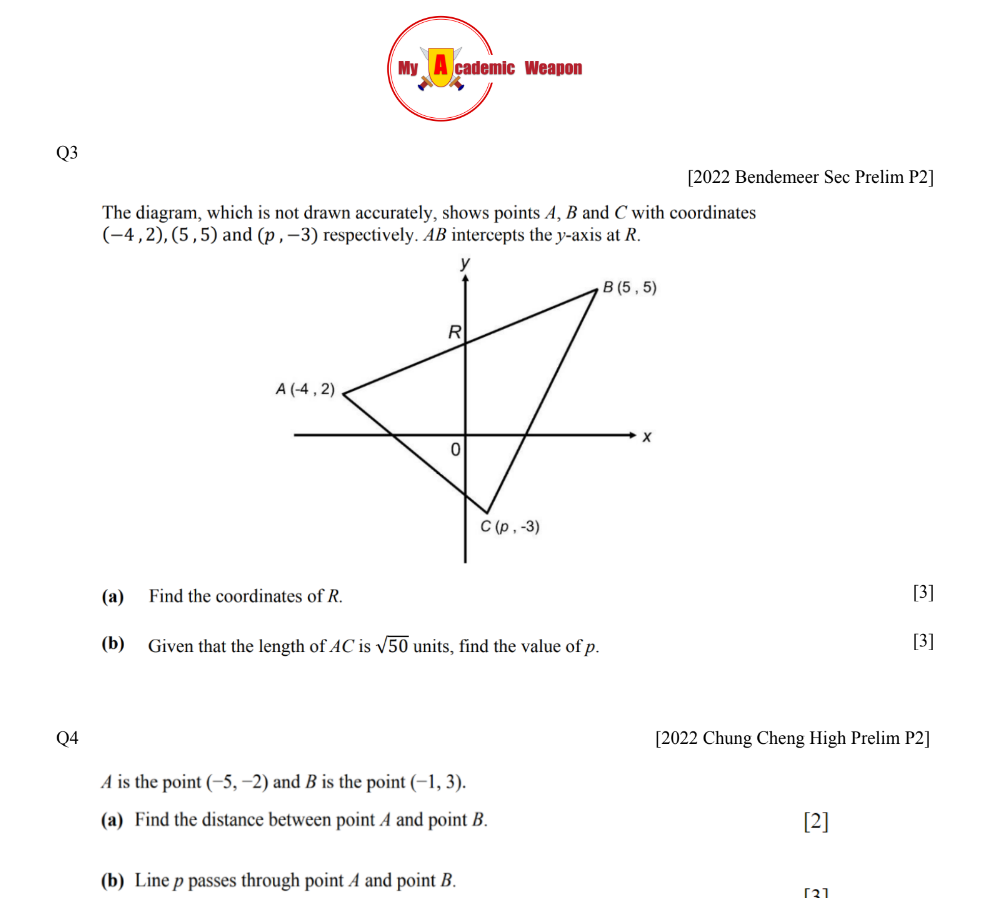 My Academic Weapon
Q3
[2022 Bendemeer Sec Prelim P2]
The diagram, which is not drawn accurately, shows points A, B and C with coordinates
(−4 , 2), (5 , 5) and (p , −3) respectively. AB intercepts the y-axis at R.
y
B (5 , 5)
R
A (-4 , 2)
x
0
C (p , -3)
(a) Find the coordinates of R. [3]
(b) Given that the length of AC is √50 units, find the value of p. [3]
Q4 [2022 Chung Cheng High Prelim P2]
A is the point (−5, −2) and B is the point (−1, 3).
(a) Find the distance between point A and point B. [2]
(b) Line p passes through point A and point B.
[3]